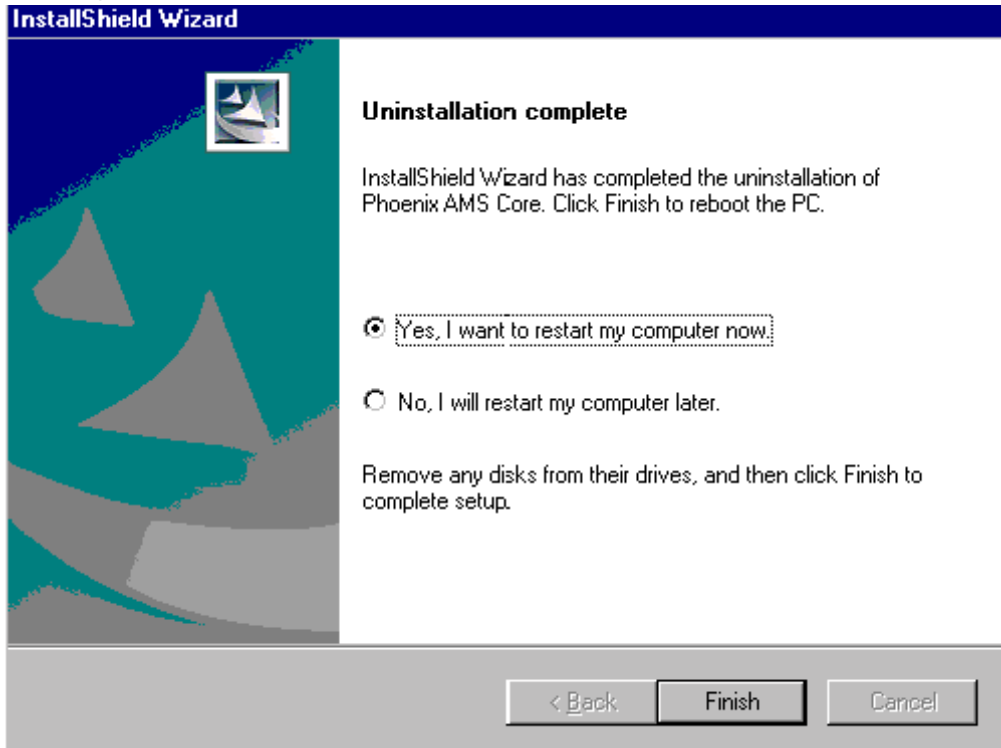 InstallShield Wizard
Uninstallation complete
InstallShield Wizard has completed the uninstallation of
Phoenix AMS Core. Click Finish to reboot the PC.
Yes, I want to restart my computer now.
No, I will restart my computer later.
Remove any disks from their drives, and then click Finish to
complete setup.
< Back Finish Cancel